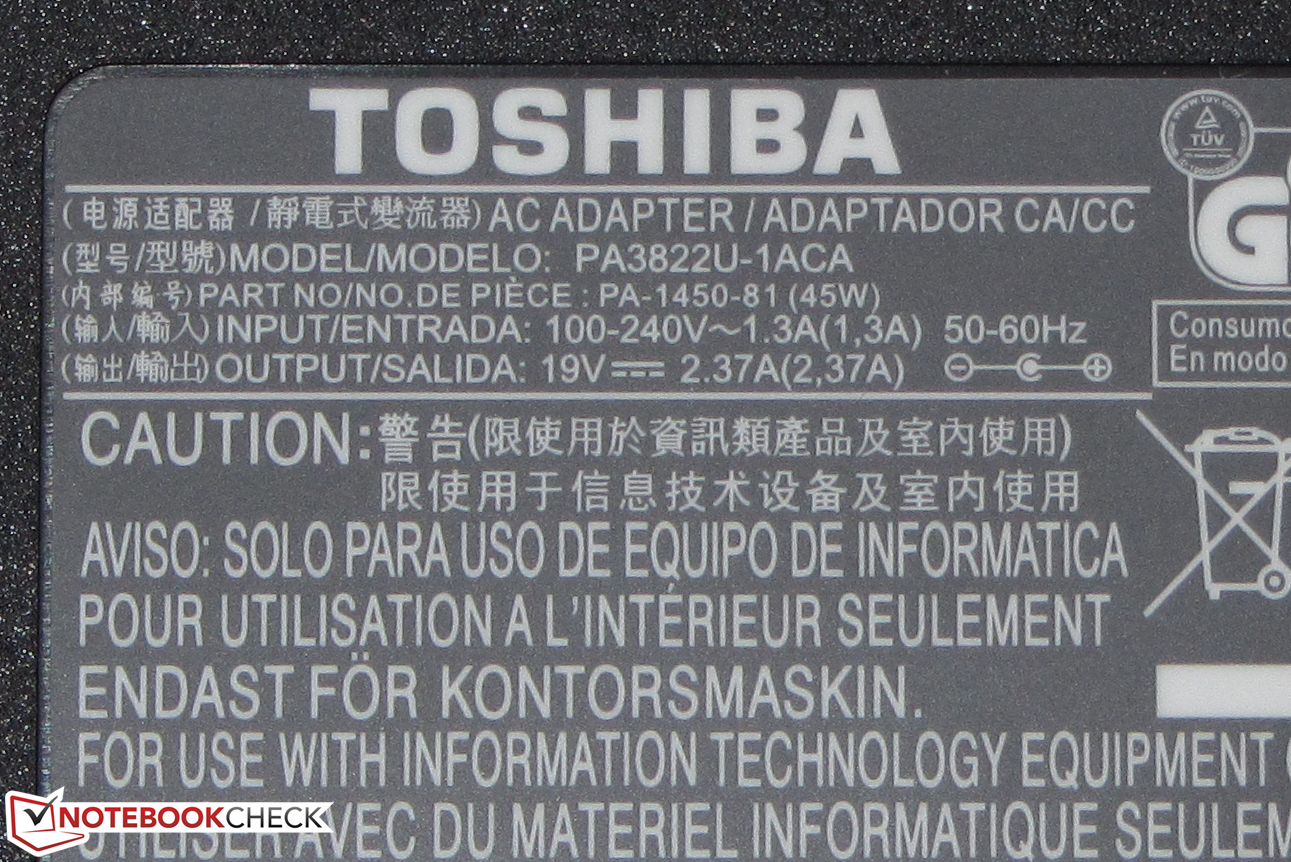 TOSHIBA
www.tuv.com
TÜV
(电源适配器 /靜電式變流器) AC ADAPTER / ADAPTADOR CA/CC
(型号/型號)MODEL/MODELO: PA3822U-1ACA
(内部编号) PART NO/NO.DE PIÈCE : PA-1450-81 (45W)
(输入/輸入) INPUT/ENTRADA: 100-240V～1.3A(1,3A) 50-60Hz
(输出/輸出) OUTPUT/SALIDA: 19V⎓ 2.37A(2,37A)
Consumo
En modo
CAUTION:警告(限使用於資訊類產品及室內使用)
限使用于信息技术设备及室内使用
AVISO: SOLO PARA USO DE EQUIPO DE INFORMATICA
POUR UTILISATION A L'INTÉRIEUR SEULEMENT
ENDAST FÖR KONTORSMASKIN.
FOR USE WITH INFORMATION TECHNOLOGY EQUIPMENT
UTILISER AVEC DU MATERIEL INFORMATIQUE SEULEM
NOTEBOOKCHECK